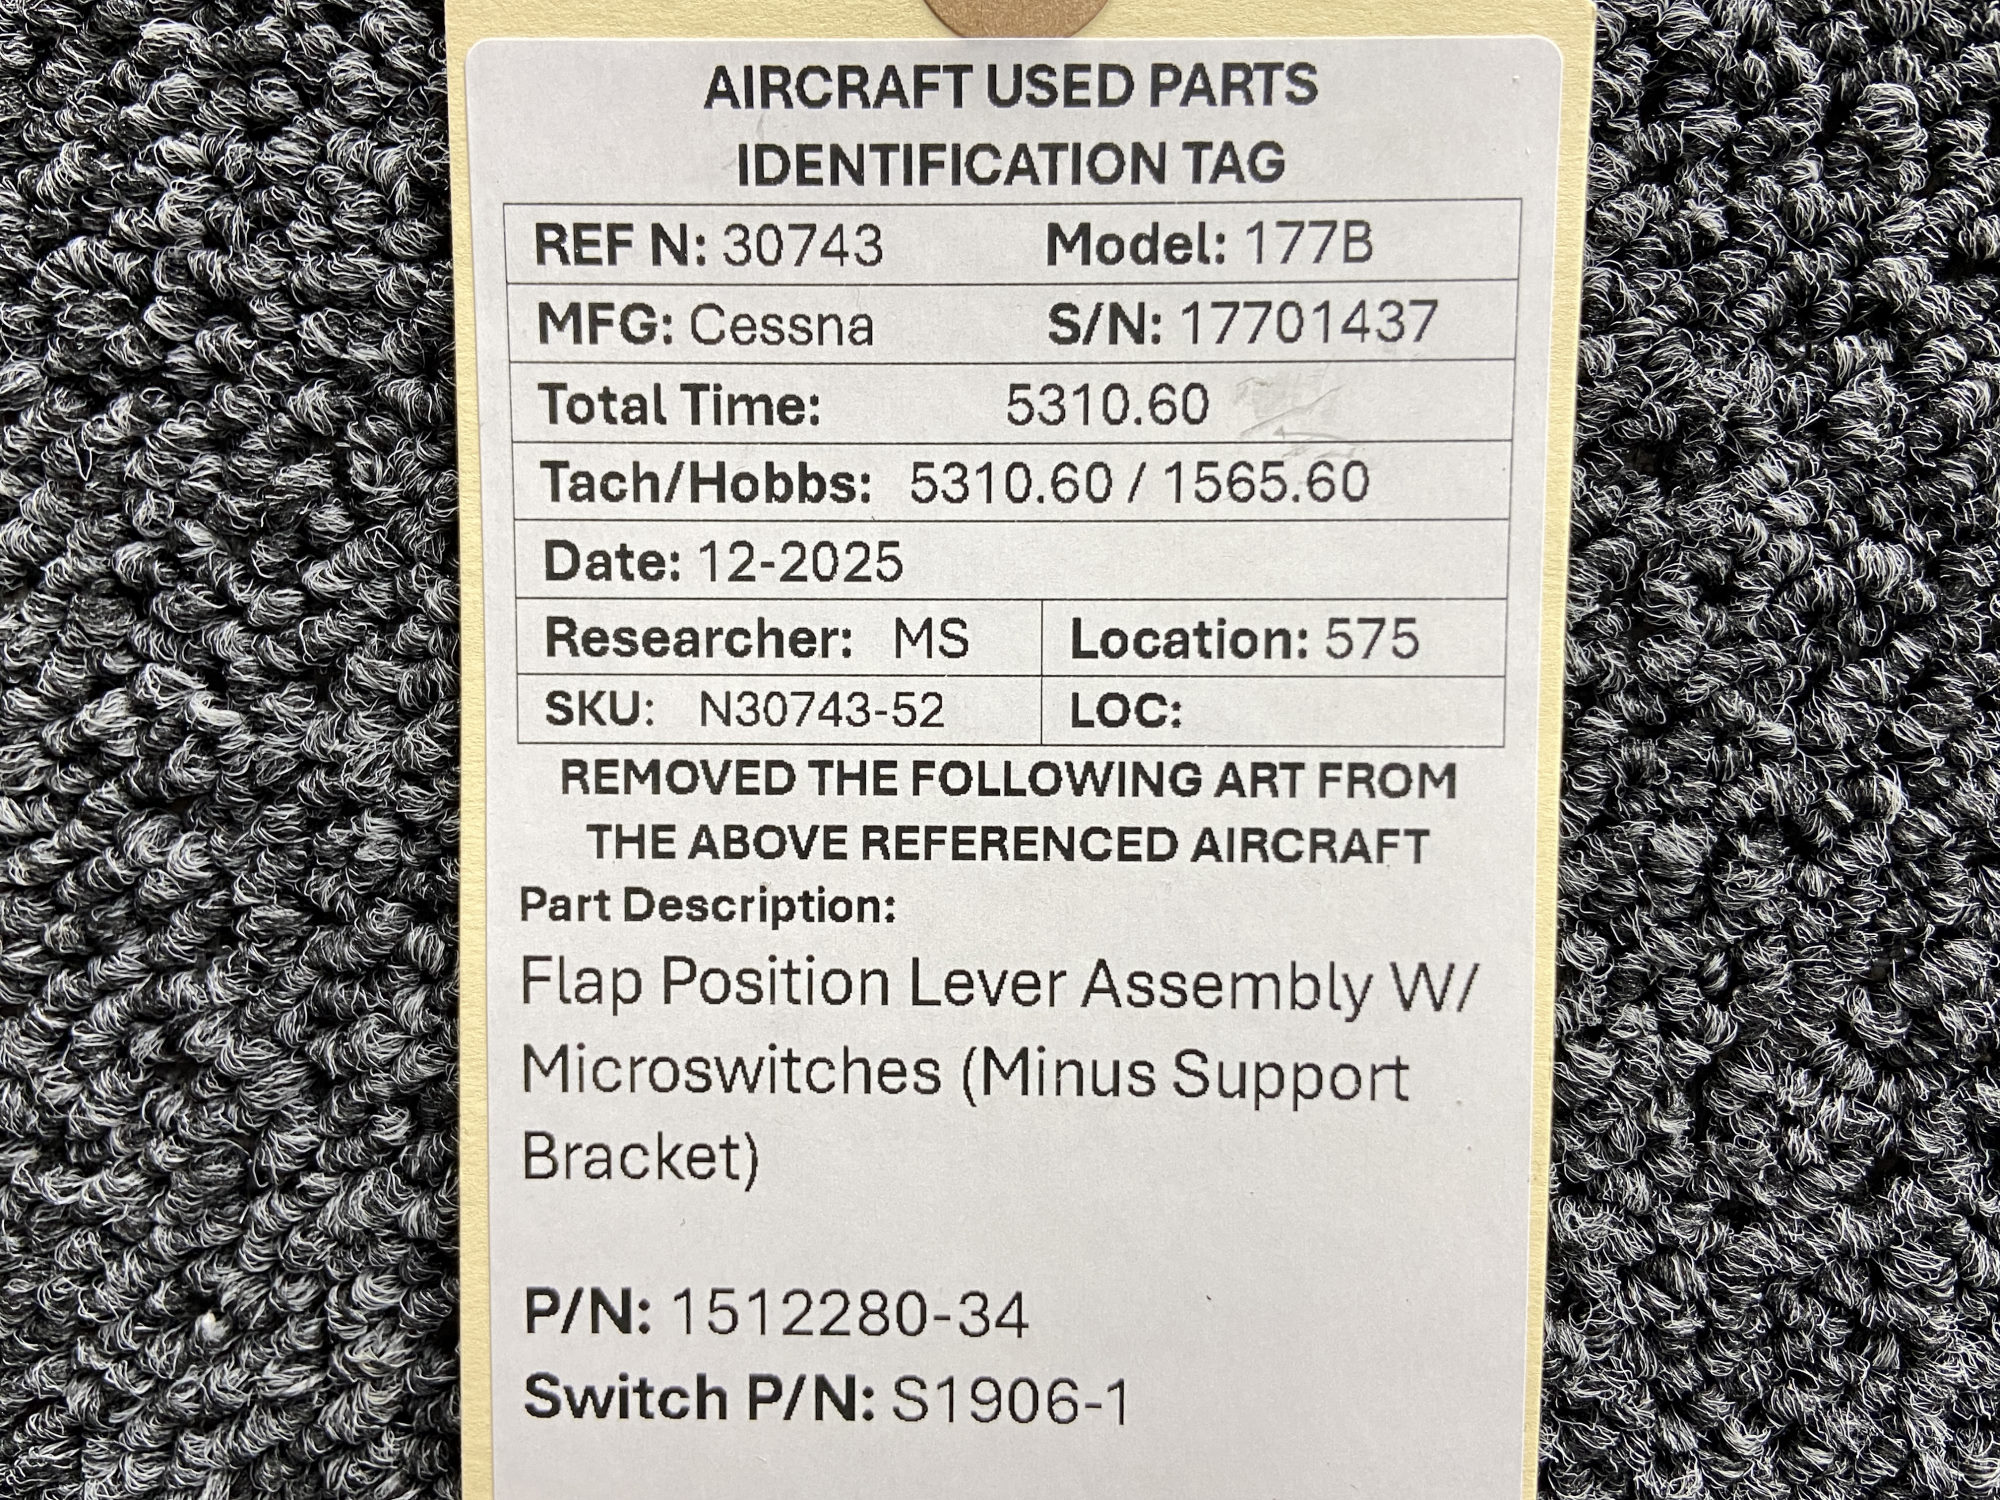 AIRCRAFT USED PARTS
IDENTIFICATION TAG
REF N: 30743 Model: 177B
MFG: Cessna S/N: 17701437
Total Time: 5310.60
Tach/Hobbs: 5310.60 / 1565.60
Date: 12-2025
Researcher: MS Location: 575
SKU: N30743-52 LOC:
REMOVED THE FOLLOWING ART FROM
THE ABOVE REFERENCED AIRCRAFT
Part Description:
Flap Position Lever Assembly W/
Microswitches (Minus Support
Bracket)
P/N: 1512280-34
Switch P/N: S1906-1